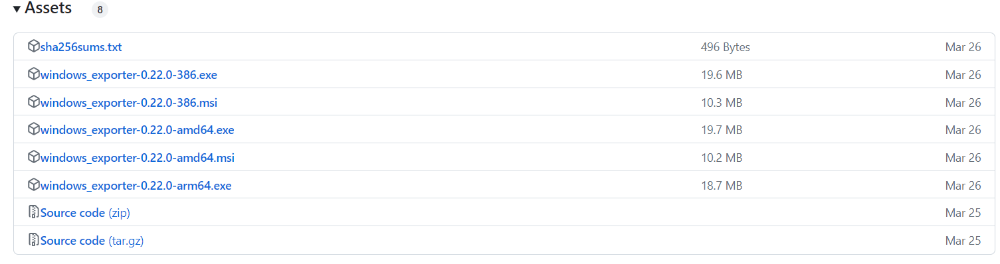 Assets 8
sha256sums.txt 496 Bytes Mar 26
windows_exporter-0.22.0-386.exe 19.6 MB Mar 26
windows_exporter-0.22.0-386.msi 10.3 MB Mar 26
windows_exporter-0.22.0-amd64.exe 19.7 MB Mar 26
windows_exporter-0.22.0-amd64.msi 10.2 MB Mar 26
windows_exporter-0.22.0-arm64.exe 18.7 MB Mar 26
Source code (zip) Mar 25
Source code (tar.gz) Mar 25